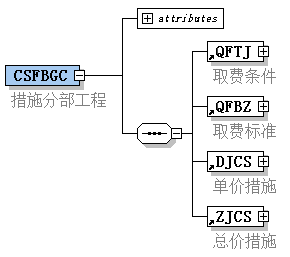 attributes
CSFBGC
措施分部工程
QFTJ
取费条件
QFBZ
取费标准
DJCS
单价措施
ZJCS
总价措施